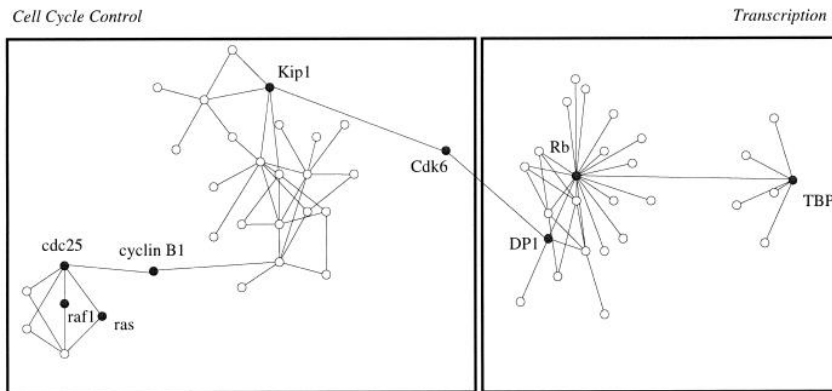 Cell Cycle Control
Transcription
Kip1
Cdk6
Rb
TBP
DP1
cdc25
cyclin B1
raf1
ras